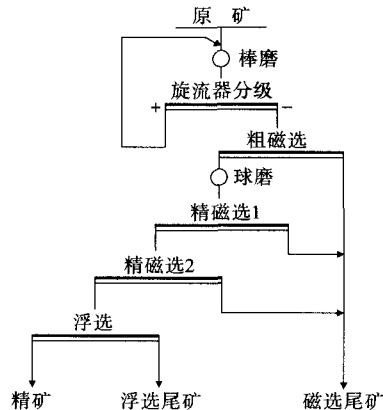 原 矿
棒磨
旋流器分级
+ −
粗磁选
球磨
精磁选1
精磁选2
浮选
精矿 浮选尾矿 磁选尾矿